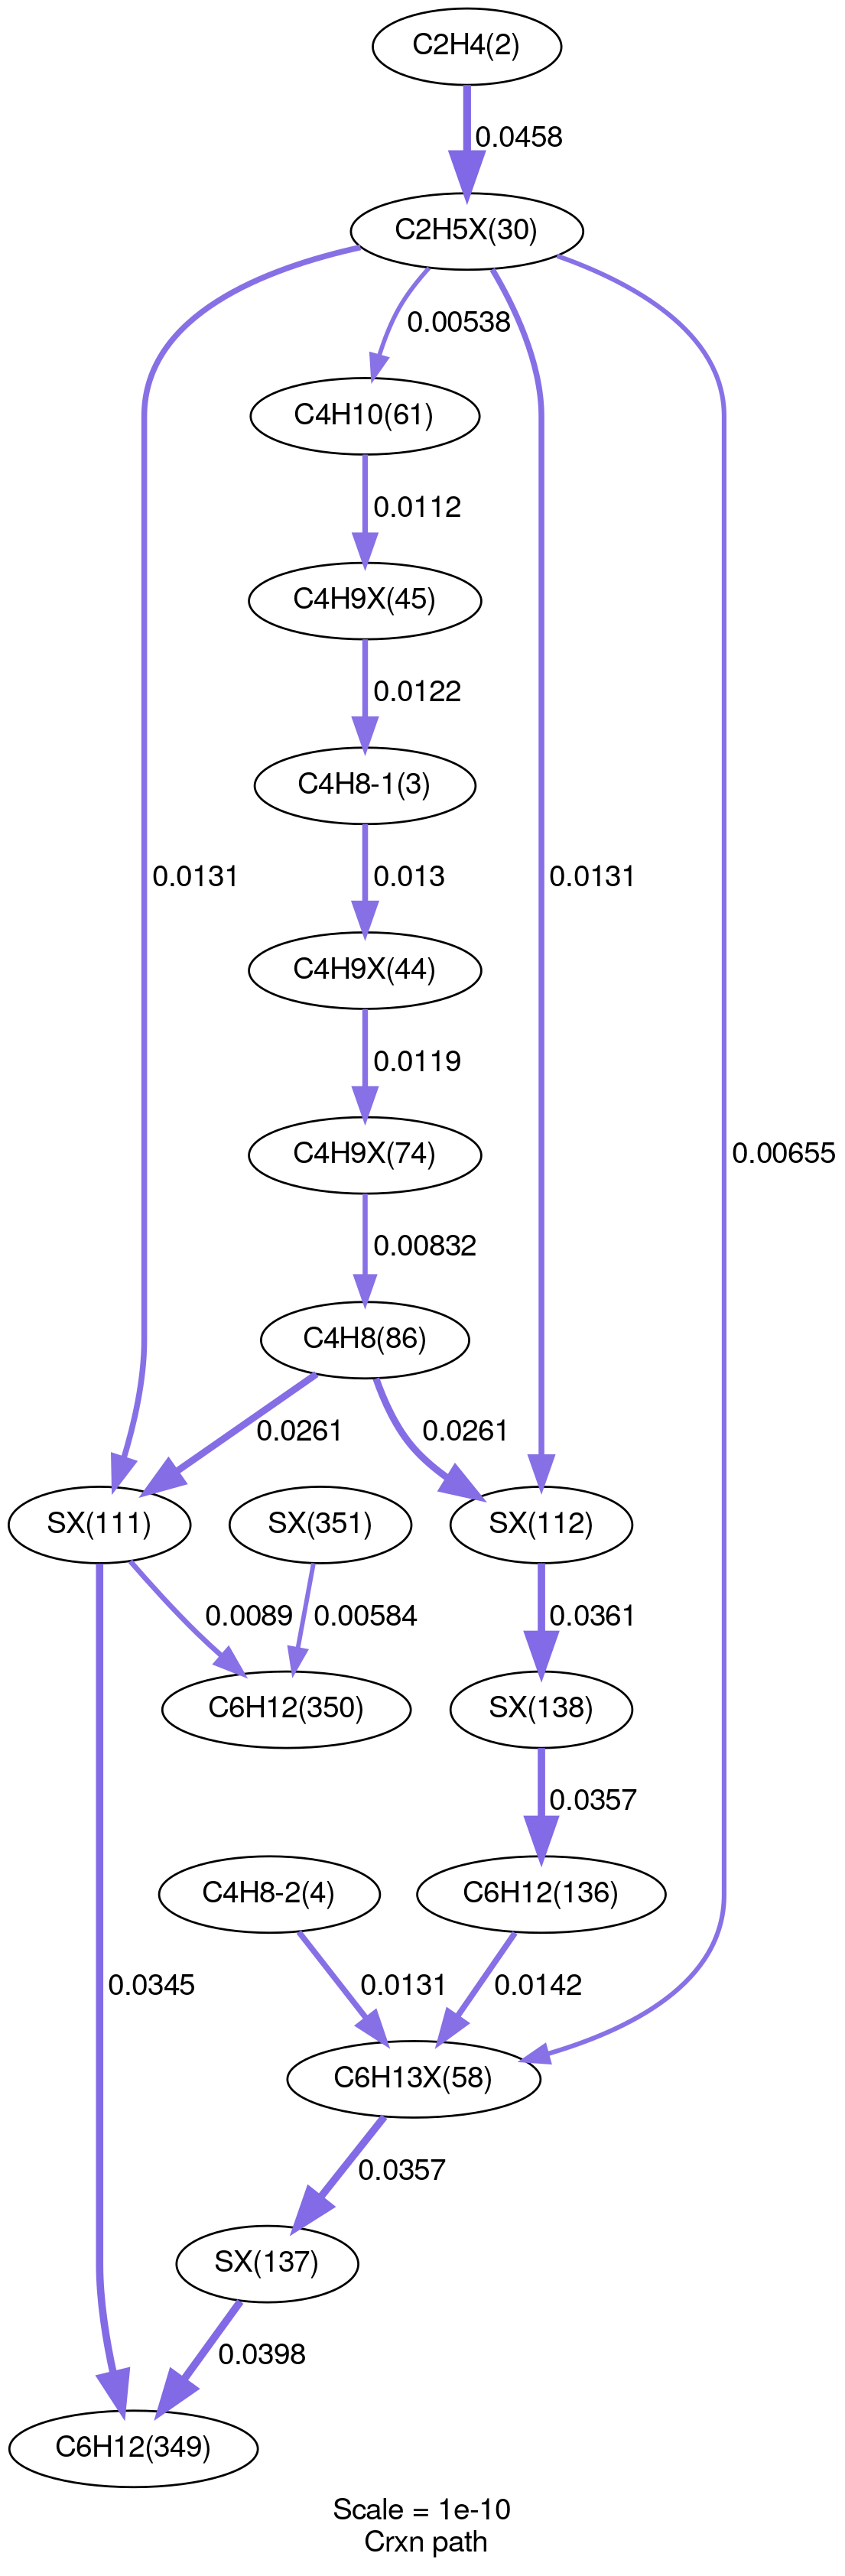 C2H4(2)
0.0458
C2H5X(30)
0.00538
C4H10(61)
0.0112
C4H9X(45)
0.0122
C4H8-1(3)
0.0131
0.013
0.0131
C4H9X(44)
0.0119
C4H9X(74)
0.00655
0.00832
C4H8(86)
0.0261
0.0261
SX(111)
SX(351)
SX(112)
0.0089
0.00584
0.0361
C6H12(350)
SX(138)
0.0357
C4H8-2(4)
C6H12(136)
0.0345
0.0131
0.0142
C6H13X(58)
0.0357
SX(137)
0.0398
C6H12(349)
Scale = 1e-10
Crxn path